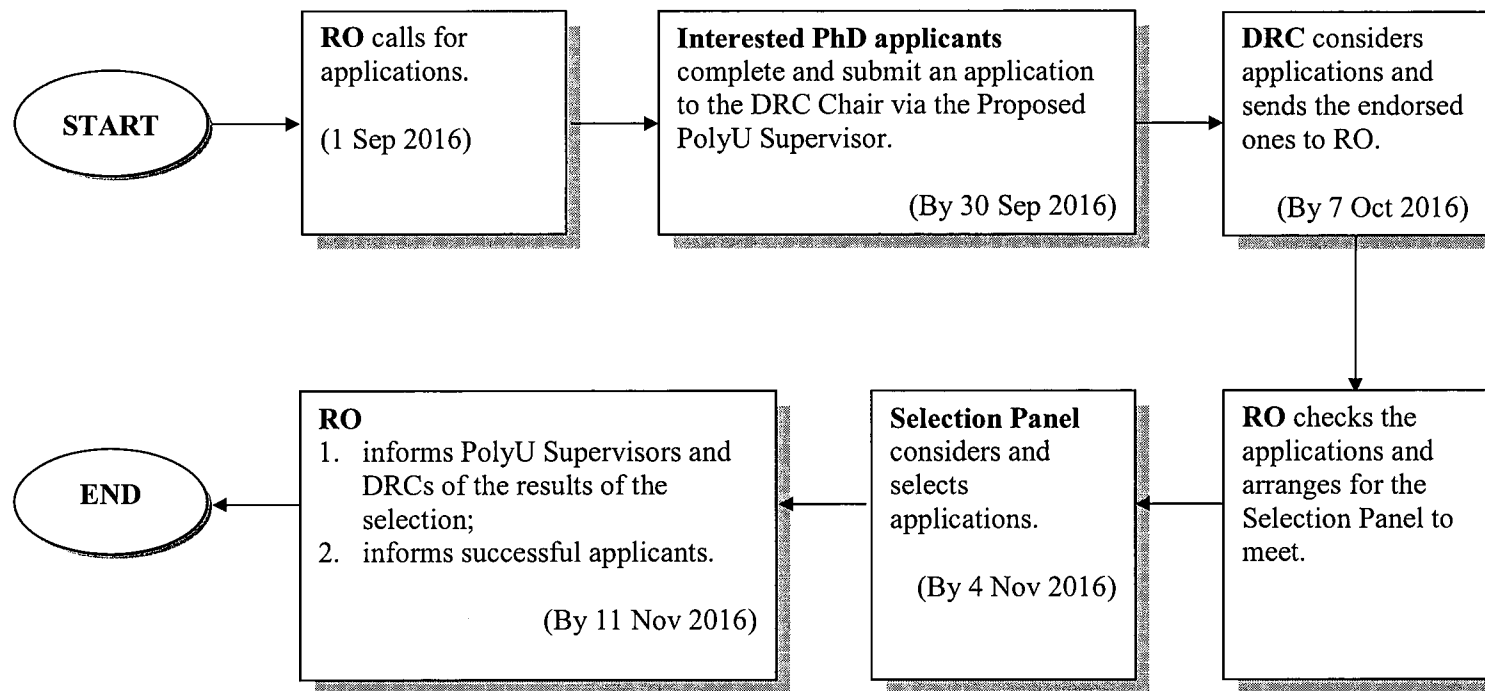 START
RO calls for
applications.
(1 Sep 2016)
Interested PhD applicants
complete and submit an application
to the DRC Chair via the Proposed
PolyU Supervisor.
(By 30 Sep 2016)
DRC considers
applications and
sends the endorsed
ones to RO.
(By 7 Oct 2016)
RO checks the
applications and
arranges for the
Selection Panel to
meet.
Selection Panel
considers and
selects
applications.
(By 4 Nov 2016)
RO
1. informs PolyU Supervisors and
DRCs of the results of the
selection;
2. informs successful applicants.
(By 11 Nov 2016)
END